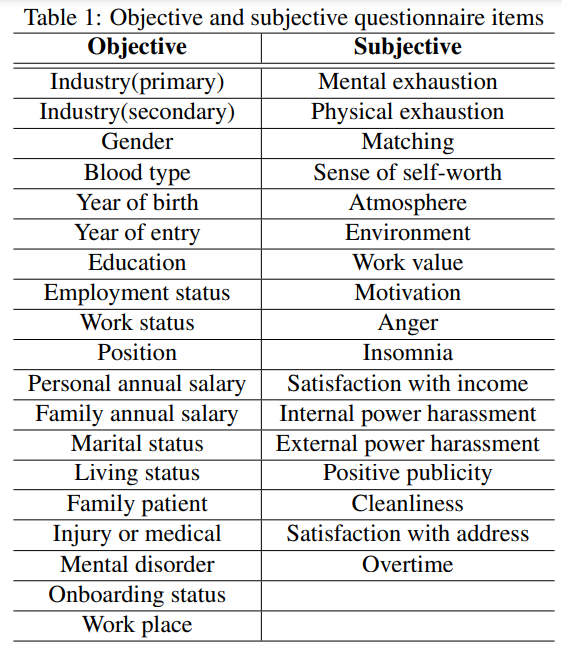 Table 1: Objective and subjective questionnaire items
Objective Subjective
Industry(primary) Mental exhaustion
Industry(secondary) Physical exhaustion
Gender Matching
Blood type Sense of self-worth
Year of birth Atmosphere
Year of entry Environment
Education Work value
Employment status Motivation
Work status Anger
Position Insomnia
Personal annual salary Satisfaction with income
Family annual salary Internal power harassment
Marital status External power harassment
Living status Positive publicity
Family patient Cleanliness
Injury or medical Satisfaction with address
Mental disorder Overtime
Onboarding status
Work place